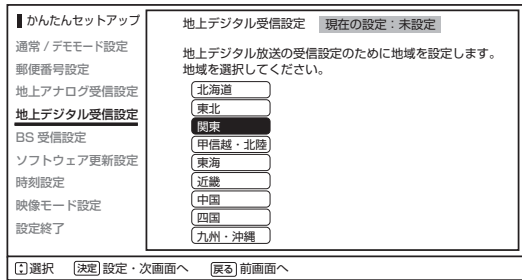 かんたんセットアップ
通常 / デモモード設定
郵便番号設定
地上アナログ受信設定
地上デジタル受信設定
BS 受信設定
ソフトウェア更新設定
時刻設定
映像モード設定
設定終了
地上デジタル受信設定 現在の設定：未設定
地上デジタル放送の受信設定のために地域を設定します。
地域を選択してください。
北海道
東北
関東
甲信越・北陸
東海
近畿
中国
四国
九州・沖縄
選択 決定 設定・次画面へ 戻る 前画面へ